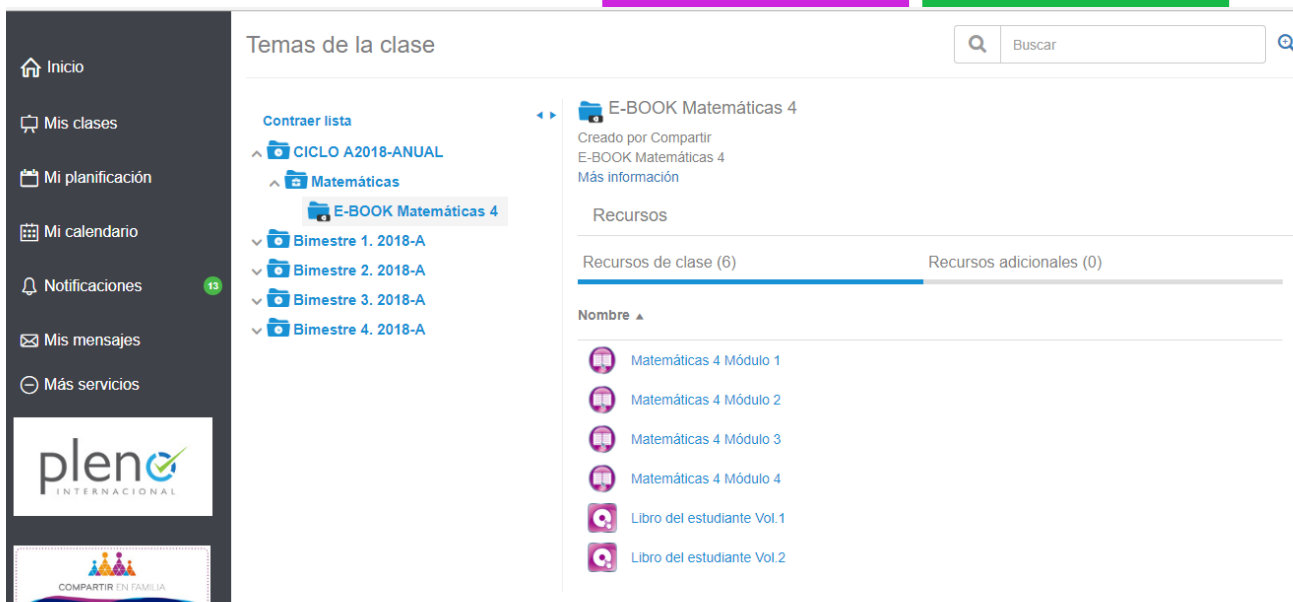 Inicio
Mis clases
Mi planificación
Mi calendario
Notificaciones 13
Mis mensajes
Más servicios
pleno
INTERNACIONAL
COMPARTIR EN FAMILIA
Temas de la clase
Buscar
Contraer lista
CICLO A2018-ANUAL
Matemáticas
E-BOOK Matemáticas 4
Bimestre 1. 2018-A
Bimestre 2. 2018-A
Bimestre 3. 2018-A
Bimestre 4. 2018-A
E-BOOK Matemáticas 4
Creado por Compartir
E-BOOK Matemáticas 4
Más información
Recursos
Recursos de clase (6) Recursos adicionales (0)
Nombre
Matemáticas 4 Módulo 1
Matemáticas 4 Módulo 2
Matemáticas 4 Módulo 3
Matemáticas 4 Módulo 4
Libro del estudiante Vol.1
Libro del estudiante Vol.2